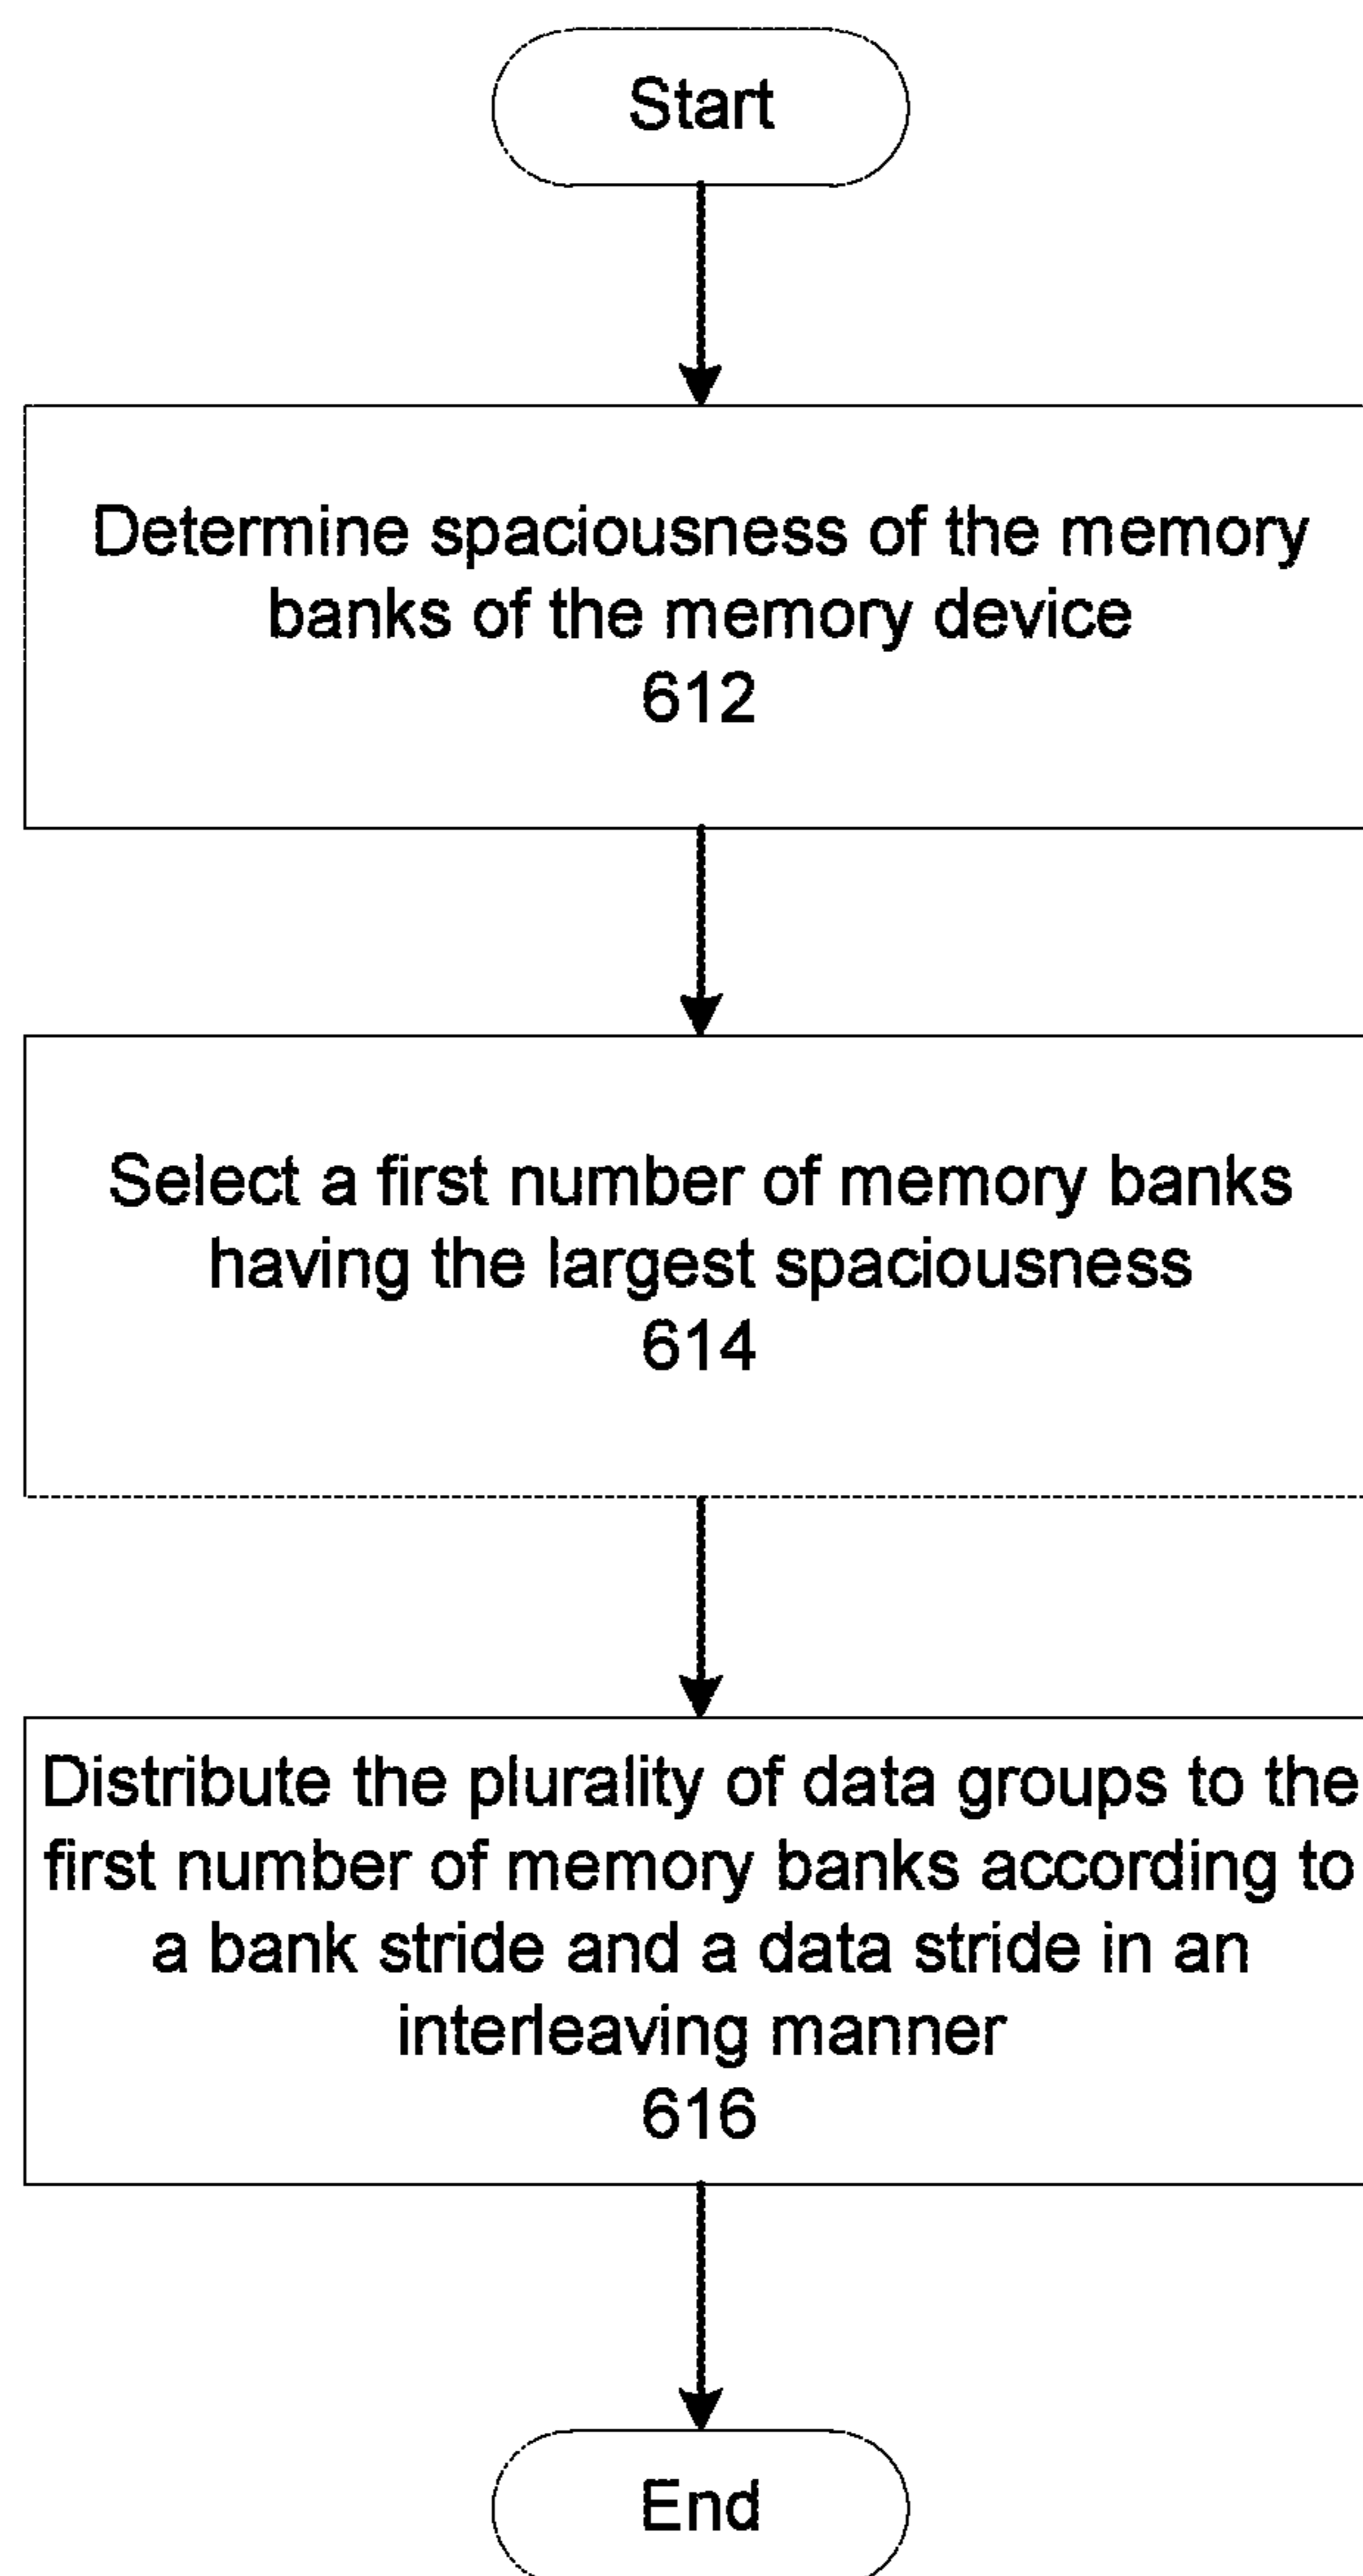 Start
Determine spaciousness of the memory
banks of the memory device
612
Select a first number of memory banks
having the largest spaciousness
614
Distribute the plurality of data groups to the
first number of memory banks according to
a bank stride and a data stride in an
interleaving manner
616
End